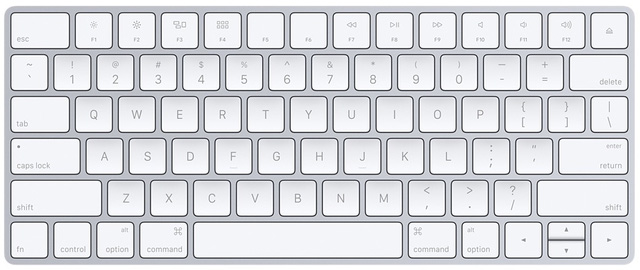 esc F1 F2 F3 F4 F5 F6 F7 F8 F9 F10 F11 F12
~ ! @ # $ % ^ & * ( ) — +
` 1 2 3 4 5 6 7 8 9 0 - = delete
tab Q W E R T Y U I O P { [ } ] | \
caps lock A S D F G H J K L : ; " ' enter return
shift Z X C V B N M < , > . ? / shift
fn control alt option ⌘ command ⌘ command alt option ◄ ▲ ▼ ►